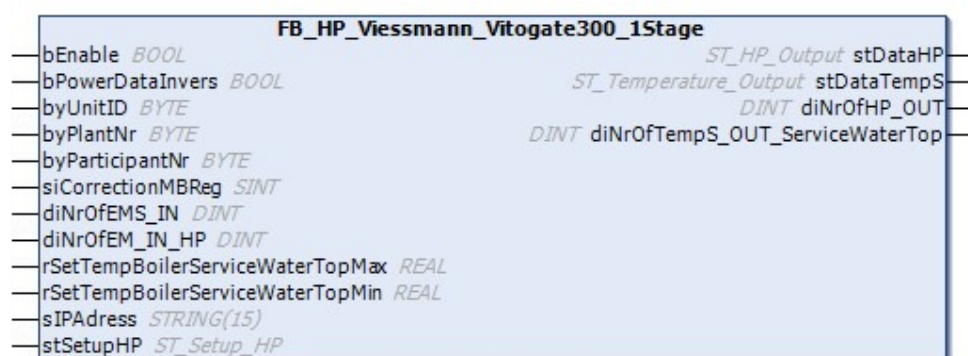 FB_HP_Viessmann_Vitogate300_1Stage
bEnable BOOL ST_HP_Output stDataHP
bPowerDataInvers BOOL ST_Temperature_Output stDataTempS
byUnitID BYTE DINT diNrOfHP_OUT
byPlantNr BYTE DINT diNrOfTempS_OUT_ServiceWaterTop
byParticipantNr BYTE
siCorrectionMBReg SINT
diNrOfEMS_IN DINT
diNrOfEM_IN_HP DINT
rSetTempBoilerServiceWaterTopMax REAL
rSetTempBoilerServiceWaterTopMin REAL
sIPAdress STRING(15)
stSetupHP ST_Setup_HP